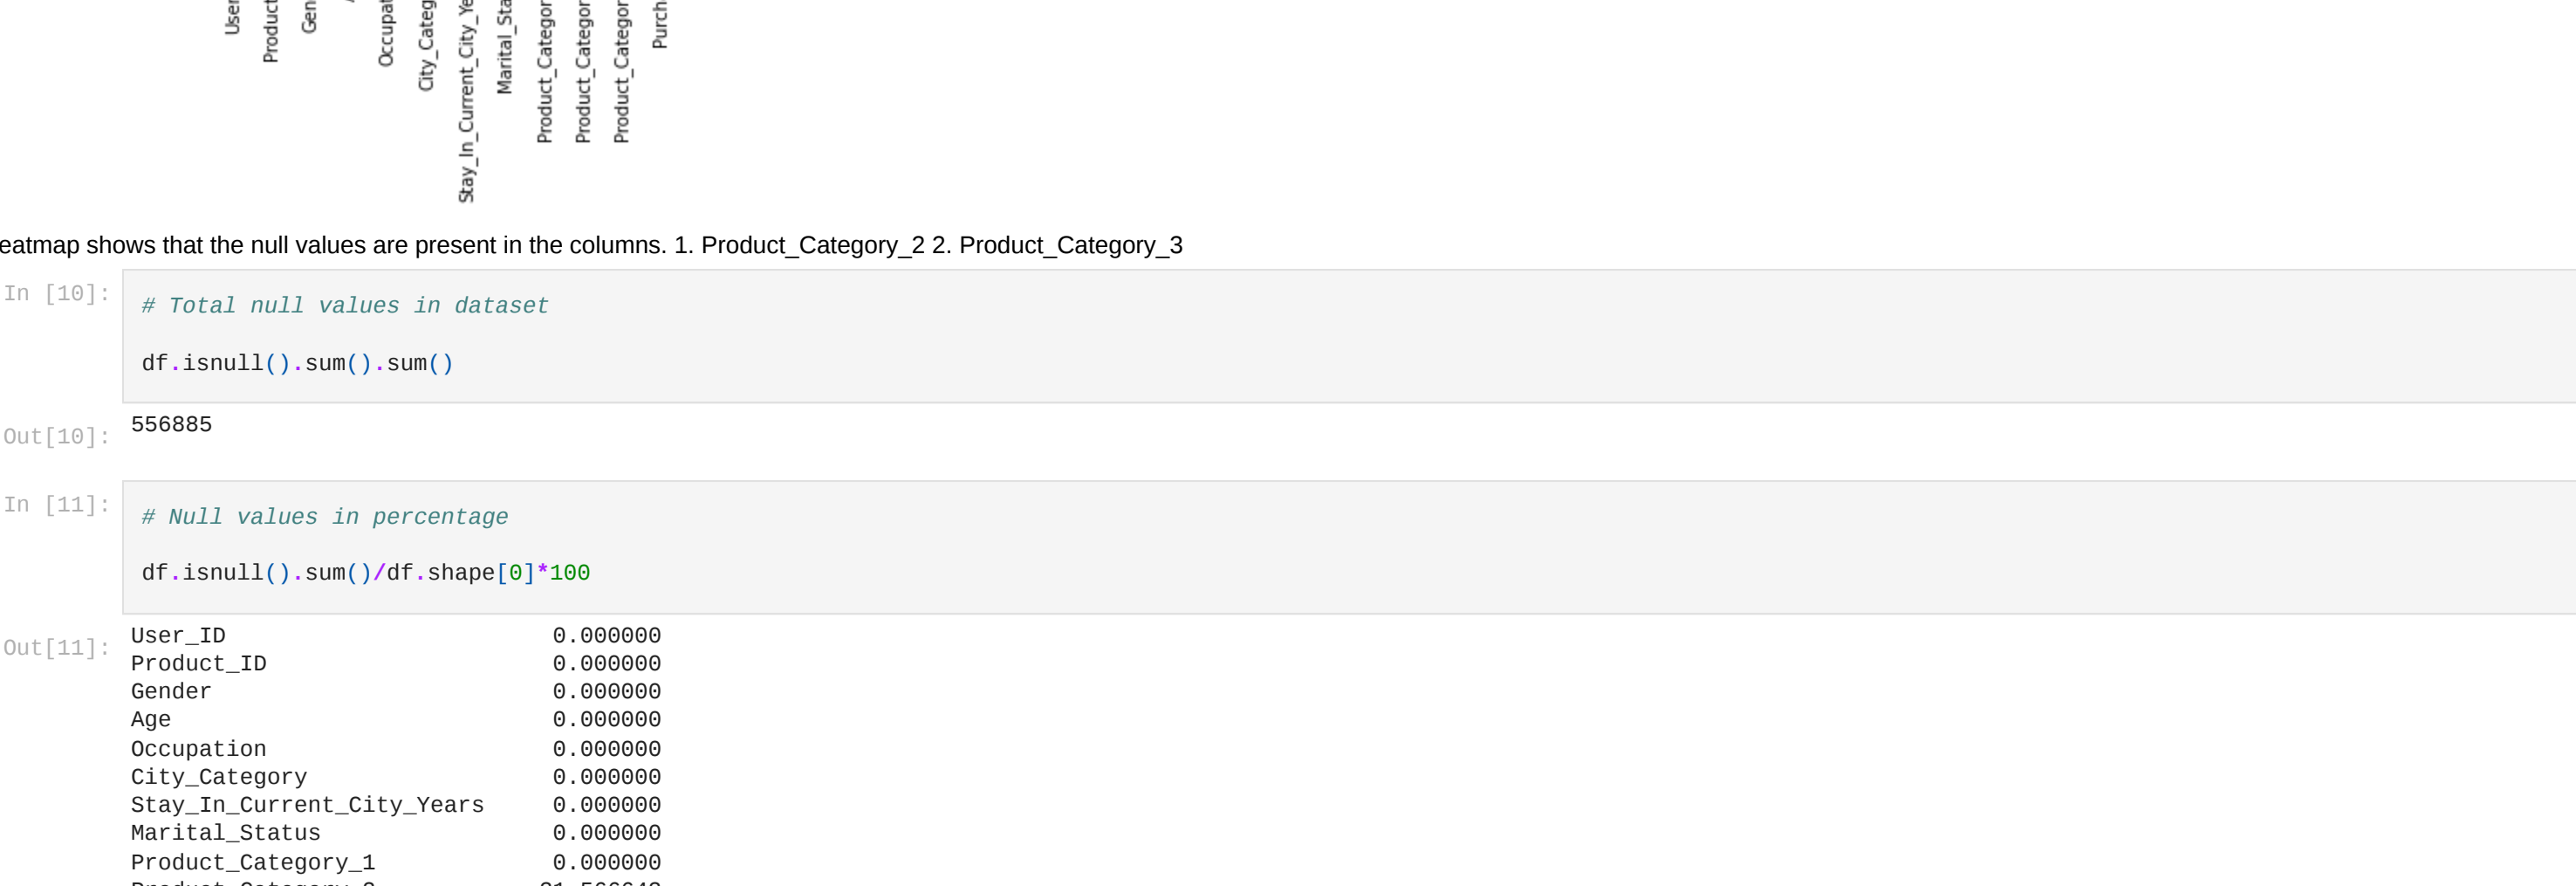 User
Product
Gen
Occupat
City_Categ
Stay_In_Current_City_Ye
Marital_Sta
Product_Categor
Product_Categor
Product_Categor
Purch
eatmap shows that the null values are present in the columns. 1. Product_Category_2 2. Product_Category_3
In [10]:
# Total null values in dataset
df.isnull().sum().sum()
Out[10]:
556885
In [11]:
# Null values in percentage
df.isnull().sum()/df.shape[0]*100
Out[11]:
User_ID 0.000000
Product_ID 0.000000
Gender 0.000000
Age 0.000000
Occupation 0.000000
City_Category 0.000000
Stay_In_Current_City_Years 0.000000
Marital_Status 0.000000
Product_Category_1 0.000000